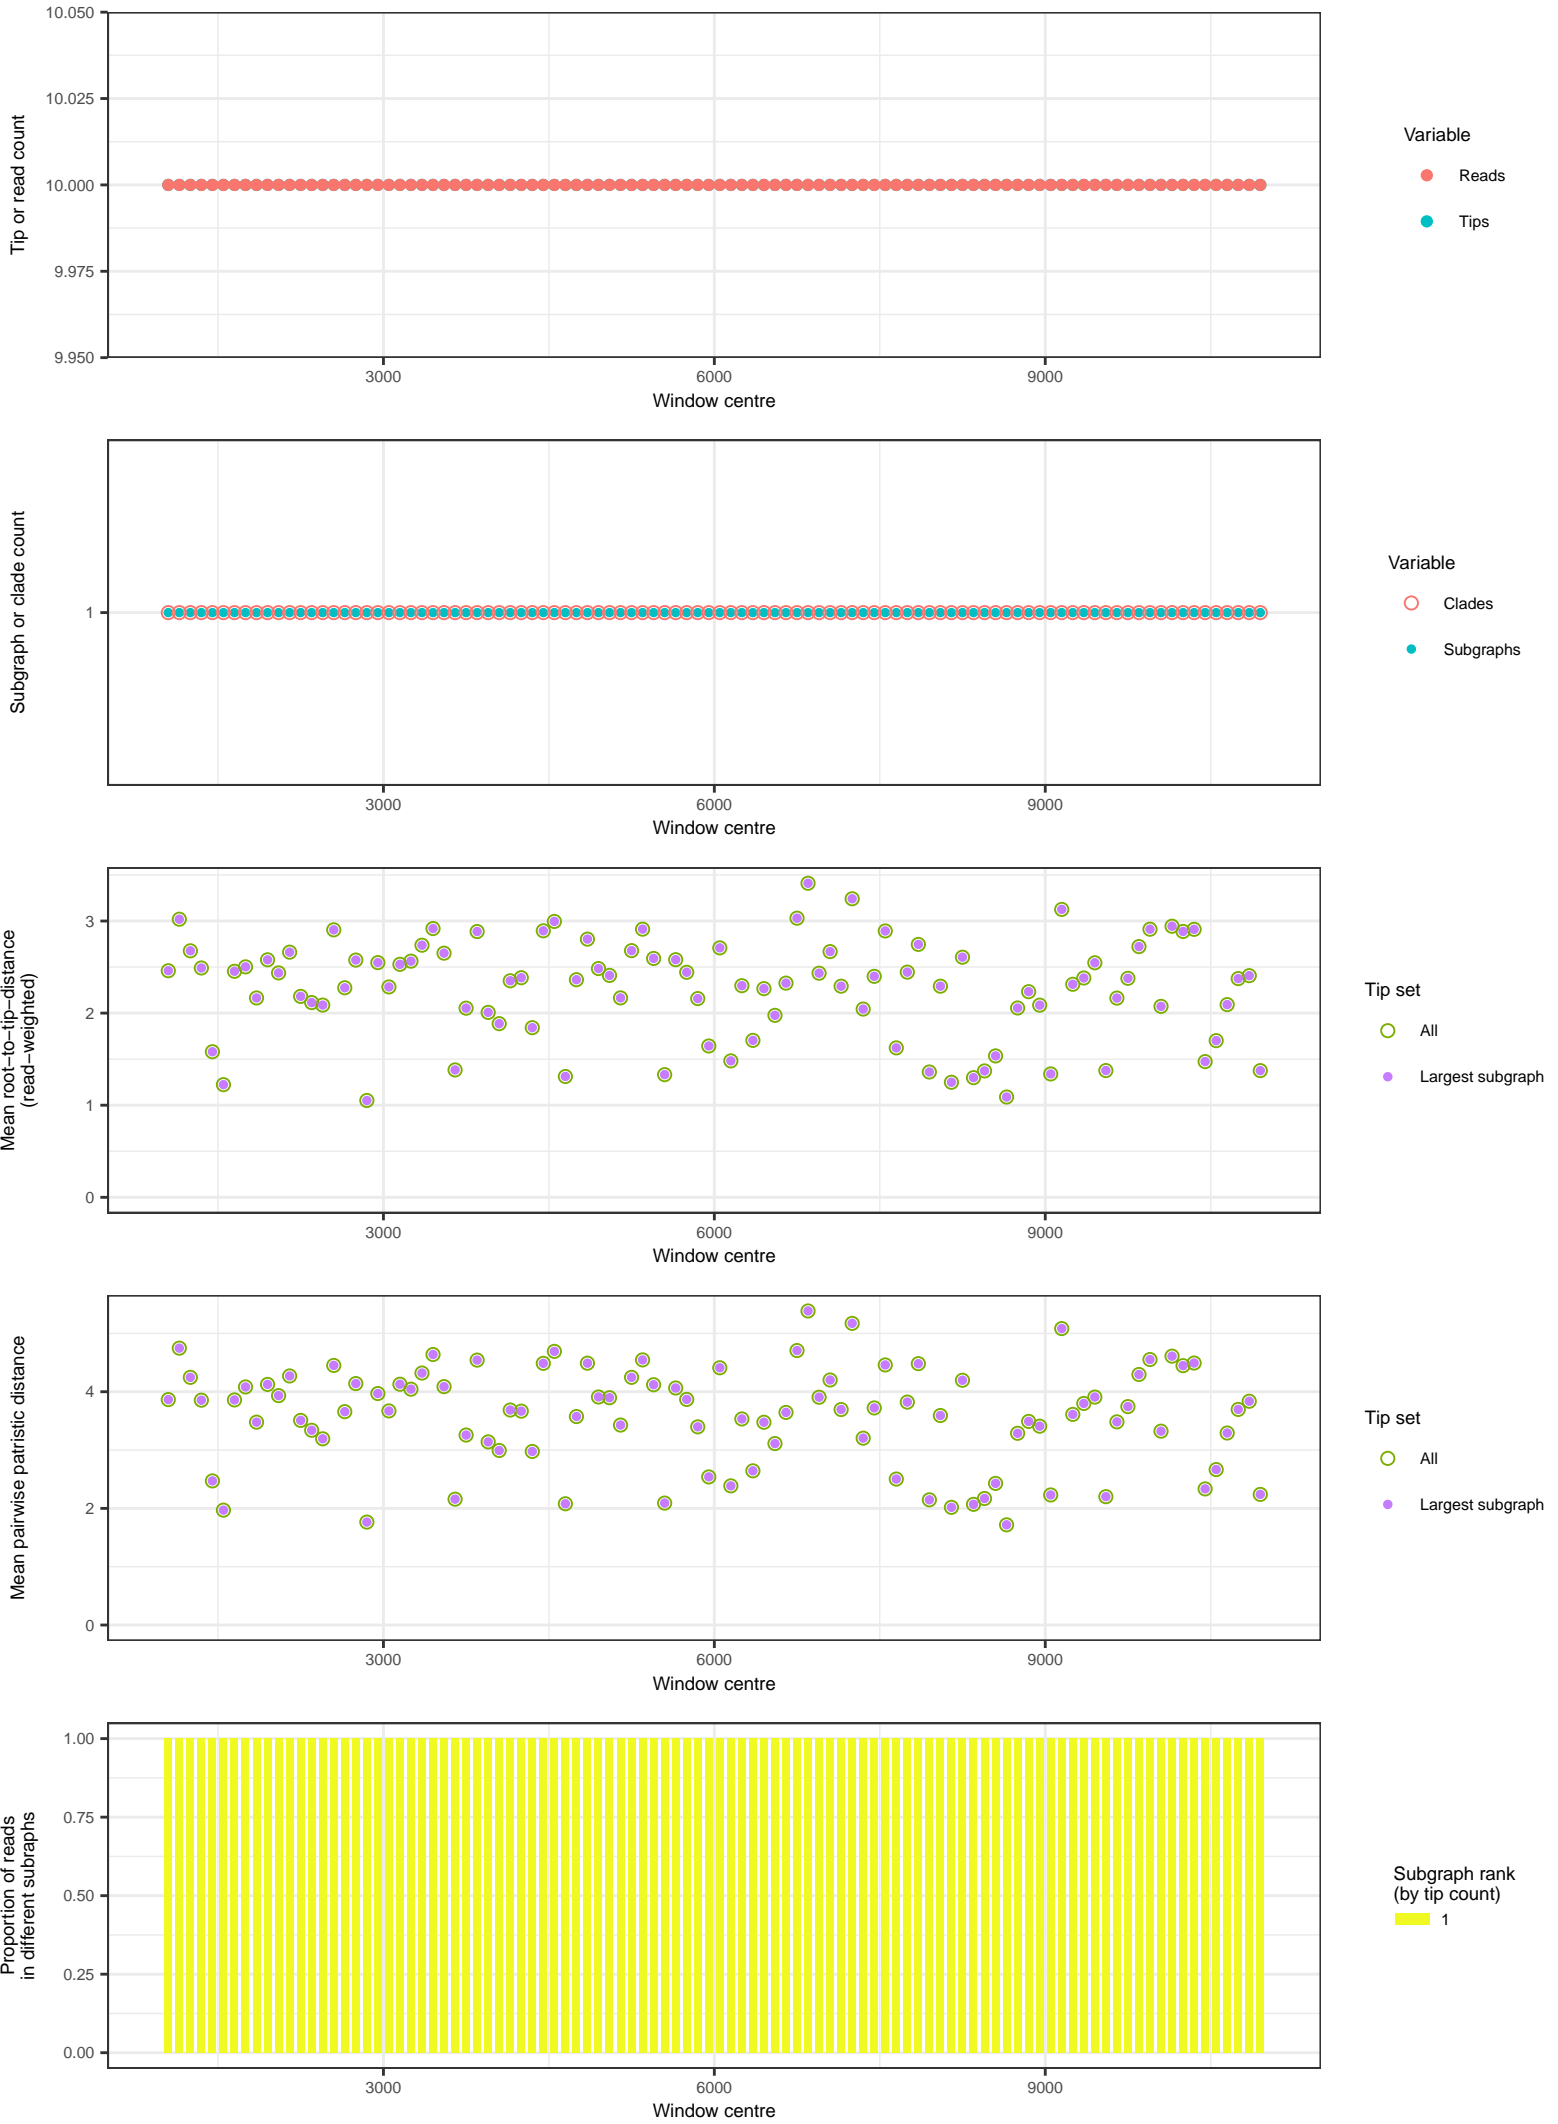 10.050
10.025
10.000
9.975
9.950
Tip or read count
3000 6000 9000
Window centre
Variable
Reads
Tips
1
Subgraph or clade count
3000 6000 9000
Window centre
Variable
Clades
Subgraphs
3
2
1
0
Mean root−to−tip−distance
(read−weighted)
3000 6000 9000
Window centre
Tip set
All
Largest subgraph
4
2
0
Mean pairwise patristic distance
3000 6000 9000
Window centre
Tip set
All
Largest subgraph
1.00
0.75
0.50
0.25
0.00
Proportion of reads
in different subraphs
3000 6000 9000
Window centre
Subgraph rank
(by tip count)
1